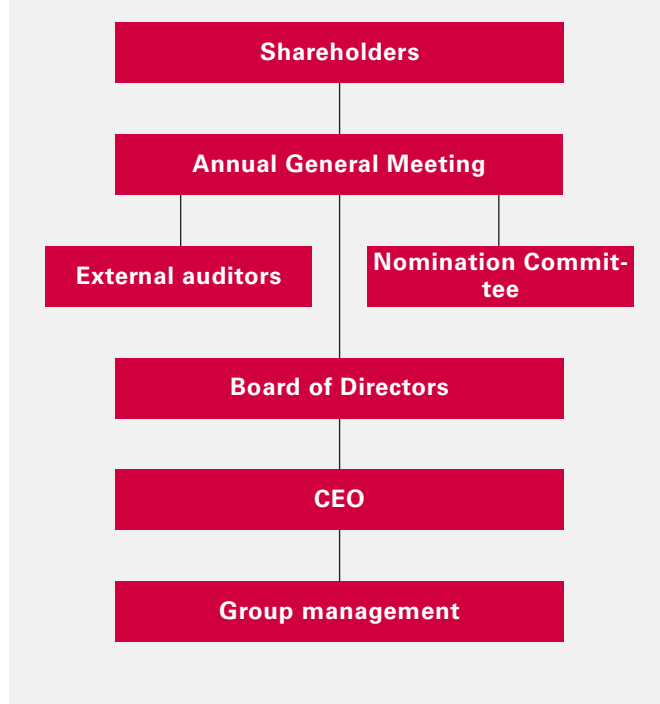 Shareholders
Annual General Meeting
External auditors
Nomination Commit-
tee
Board of Directors
CEO
Group management